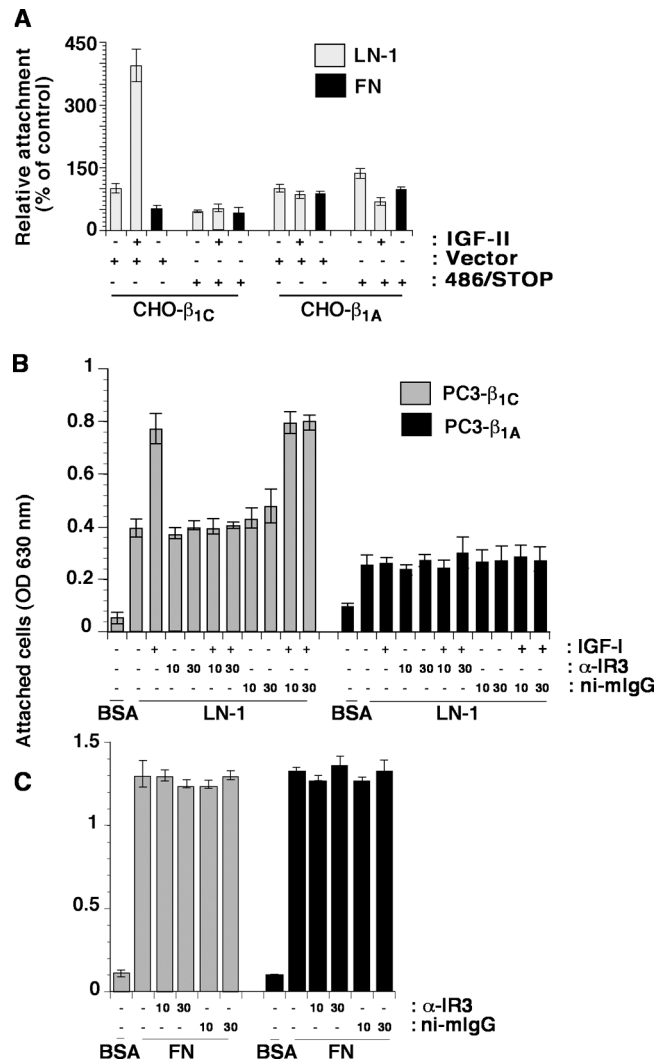 A
450
300
150
0
Relative attachment
(% of control)
LN-1
FN
- + - - + - - + - - + - : IGF-II
+ + + - - - + + + - - - : Vector
- - - + + + - - - + + + : 486/STOP
CHO-β1C CHO-β1A
B
1
0.8
0.6
0.4
0.2
0
Attached cells (OD 630 nm)
PC3-β1C
PC3-β1A
- - + - - + + - - + + - - + - - + + - - + + : IGF-I
- - - 10 30 10 30 - - - - - - - 10 30 10 30 - - - - : α-IR3
- - - - - - - 10 30 10 30 - - - - - - - 10 30 10 30 : ni-mIgG
BSA LN-1 BSA LN-1
C
1.5
1
0.5
0
- - 10 30 - - - - 10 30 - - : α-IR3
- - - - 10 30 - - - - 10 30 : ni-mIgG
BSA FN BSA FN